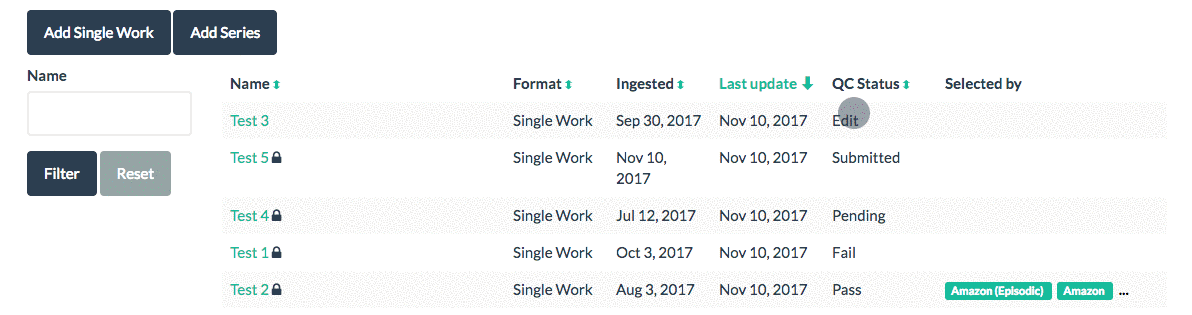 Add Single Work Add Series
Name
Filter Reset
Name Format Ingested Last update QC Status Selected by
Test 3 Single Work Sep 30, 2017 Nov 10, 2017 Edit
Test 5 Single Work Nov 10, 2017 Nov 10, 2017 Submitted
Test 4 Single Work Jul 12, 2017 Nov 10, 2017 Pending
Test 1 Single Work Oct 3, 2017 Nov 10, 2017 Fail
Test 2 Single Work Aug 3, 2017 Nov 10, 2017 Pass Amazon (Episodic) Amazon ...